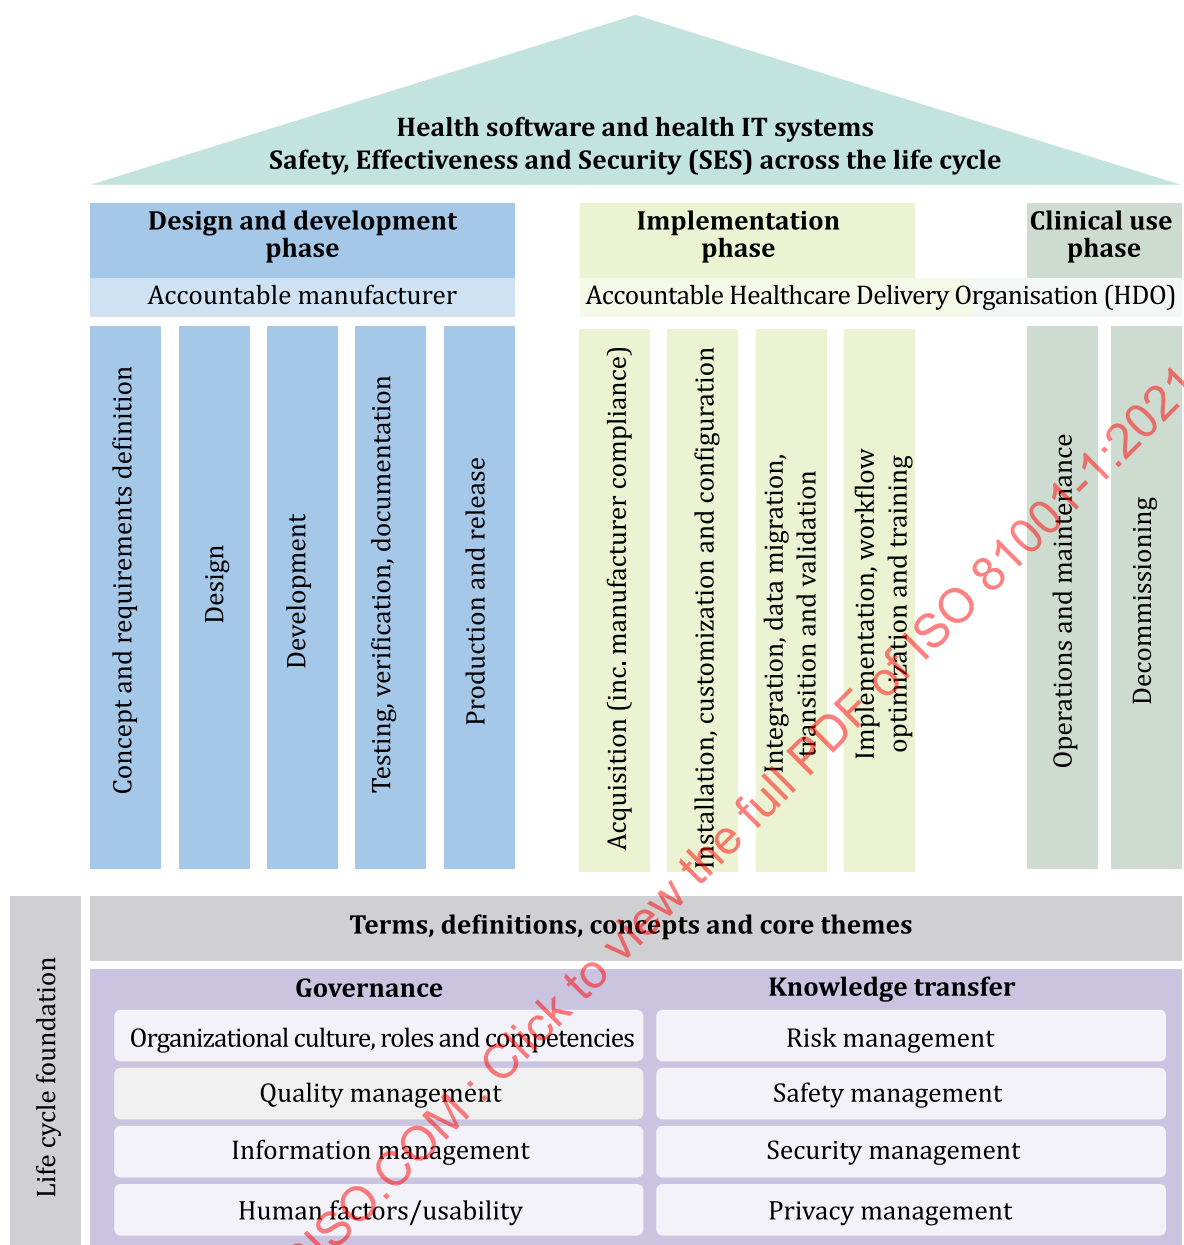 Health software and health IT systems
Safety, Effectiveness and Security (SES) across the life cycle
Design and development
phase
Accountable manufacturer
Concept and requirements definition
Design
Development
Testing, verification, documentation
Production and release
Implementation
phase
Clinical use
phase
Accountable Healthcare Delivery Organisation (HDO)
Acquisition (inc. manufacturer compliance)
Installation, customization and configuration
Integration, data migration,
transition and validation
Implementation, workflow
optimization and training
Operations and maintenance
Decommissioning
Life cycle foundation
Terms, definitions, concepts and core themes
Governance
Organizational culture, roles and competencies
Quality management
Information management
Human factors/usability
Knowledge transfer
Risk management
Safety management
Security management
Privacy management
ISO.COM : Click to view the full PDF of ISO 81001-1:2021